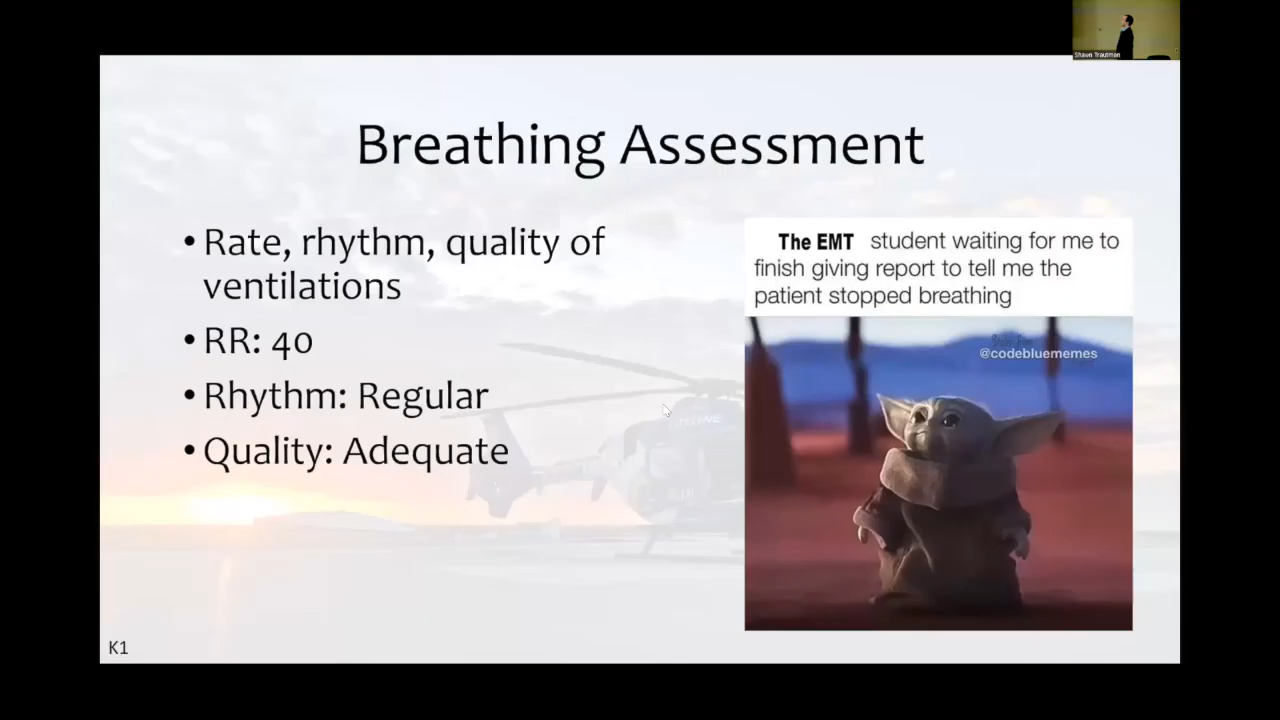 Shawn Trautman
Breathing Assessment
• Rate, rhythm, quality of
ventilations
• RR: 40
• Rhythm: Regular
• Quality: Adequate
The EMT student waiting for me to
finish giving report to tell me the
patient stopped breathing
@codebluememes
K1